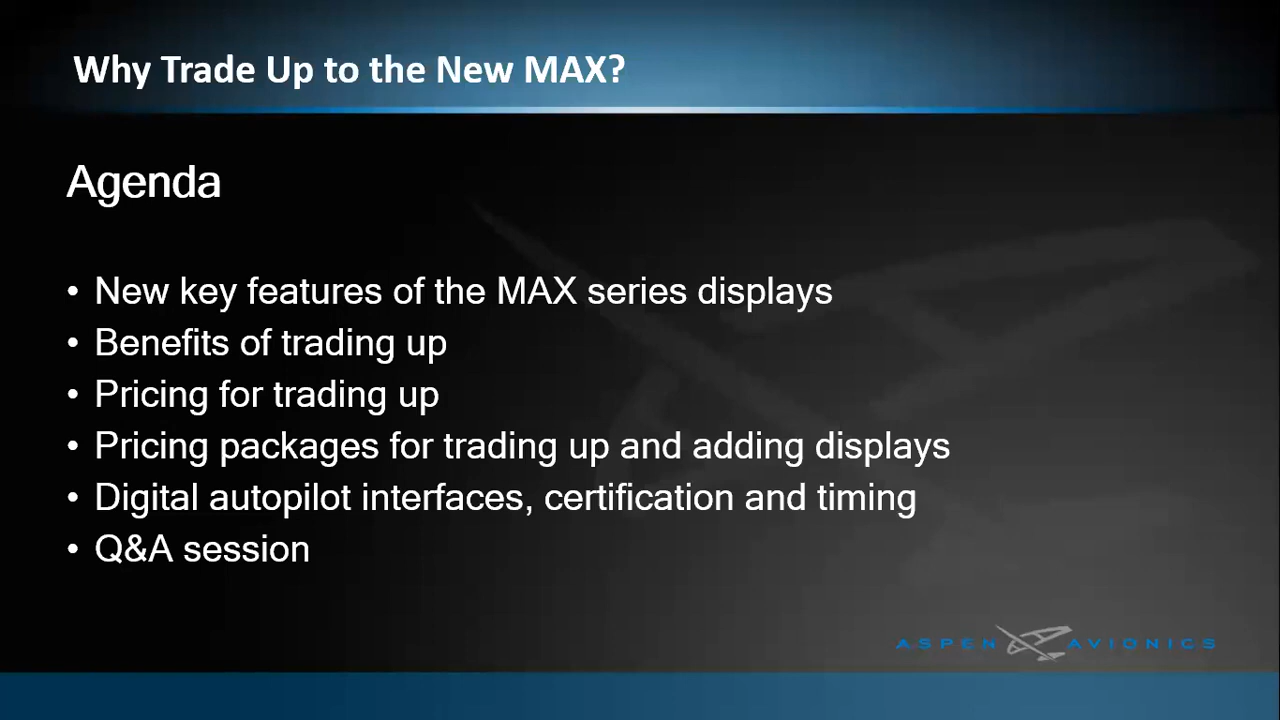 Why Trade Up to the New MAX?
Agenda
• New key features of the MAX series displays
• Benefits of trading up
• Pricing for trading up
• Pricing packages for trading up and adding displays
• Digital autopilot interfaces, certification and timing
• Q&A session
ASPEN AVIONICS